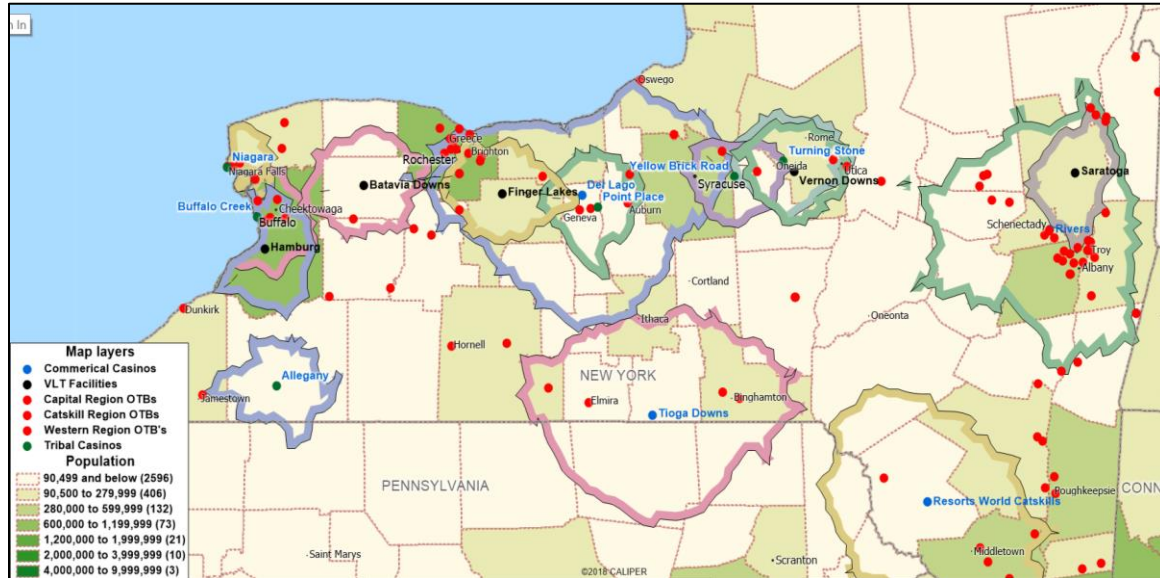 n In
Oswego
Niagara
Niagara Falls
Greece
Rochester
Brighton
Rome
Turning Stone
Yellow Brick Road
Oneida
Utica
Batavia Downs
Finger Lakes
Del Lago
Point Place
Syracuse
Vernon Downs
Saratoga
Buffalo Creek
Cheektowaga
Buffalo
Geneva
Auburn
Schenectady
Rivers
Troy
Hamburg
Albany
Cortland
Dunkirk
Ithaca
Oneonta
Hornell
NEW YORK
Allegany
Jamestown
Elmira
Binghamton
Tioga Downs
PENNSYLVANIA
Poughkeepsie
CONN
Resorts World Catskills
Middletown
Saint Marys
Scranton
©2018 CALIPER
Map layers
Commerical Casinos
VLT Facilities
Capital Region OTBs
Catskill Region OTBs
Western Region OTB's
Tribal Casinos
Population
90,499 and below (2596)
90,500 to 279,999 (406)
280,000 to 599,999 (132)
600,000 to 1,199,999 (73)
1,200,000 to 1,999,999 (21)
2,000,000 to 3,999,999 (10)
4,000,000 to 9,999,999 (3)